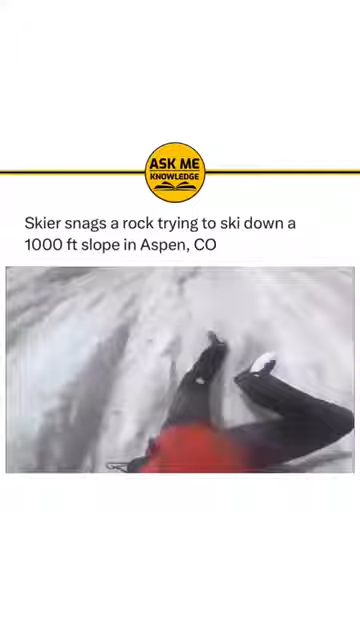 ASK ME
KNOWLEDGE
Skier snags a rock trying to ski down a
1000 ft slope in Aspen, CO